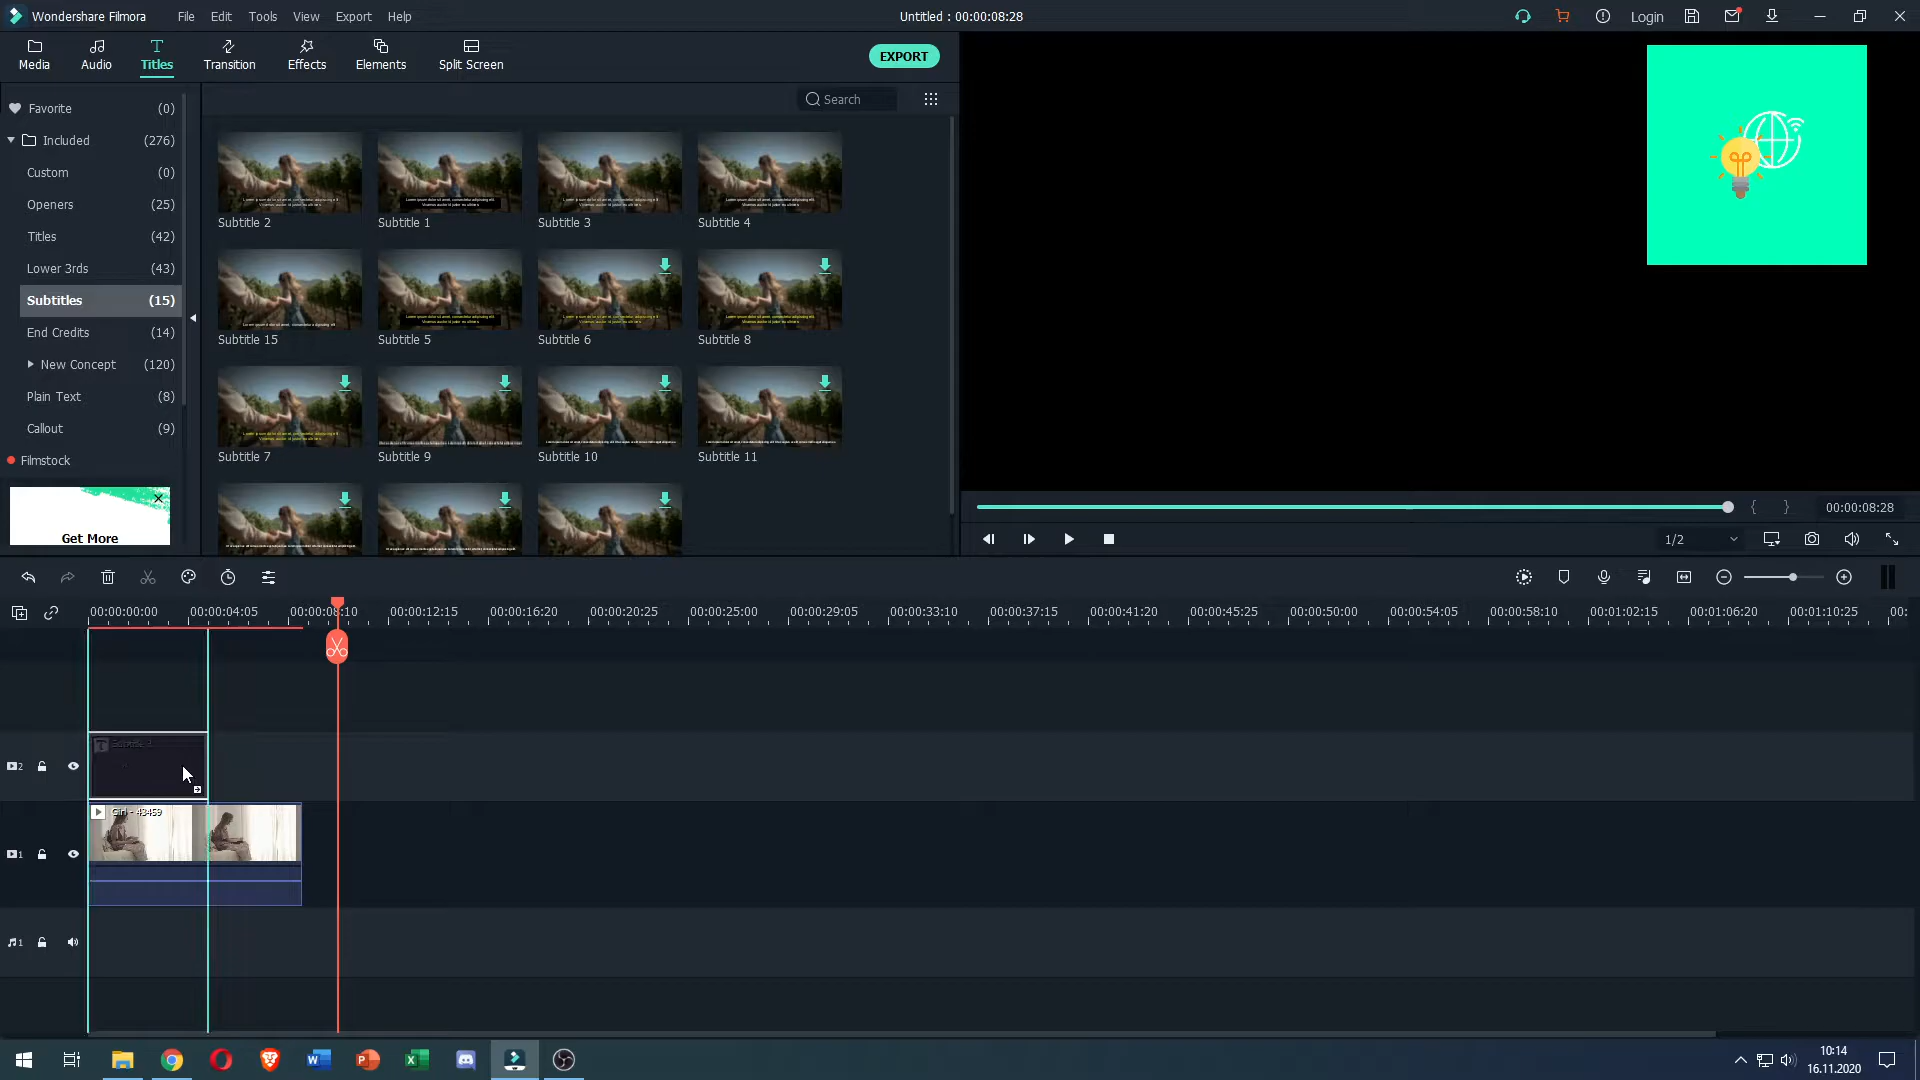 Wondershare Filmora File Edit Tools View Export Help Untitled : 00:00:08:28 Login
Media Audio Titles Transition Effects Elements Split Screen EXPORT
Favorite (0)
Search
Included (276)
Custom (0)
Openers (25)
Titles (42)
Lower 3rds (43)
Subtitles (15)
End Credits (14)
New Concept (120)
Plain Text (8)
Callout (9)
Filmstock
Get More
Subtitle 2 Subtitle 1 Subtitle 3 Subtitle 4
Subtitle 15 Subtitle 5 Subtitle 6 Subtitle 8
Subtitle 7 Subtitle 9 Subtitle 10 Subtitle 11
{ } 00:00:08:28
1/2
00:00:00:00 00:00:04:05 00:00:08:10 00:00:12:15 00:00:16:20 00:00:20:25 00:00:25:00 00:00:29:05 00:00:33:10 00:00:37:15 00:00:41:20 00:00:45:25 00:00:50:00 00:00:54:05 00:00:58:10 00:01:02:15 00:01:06:20 00:01:10:25 00:
2
Girl - 43459
1
1
10:14
16.11.2020